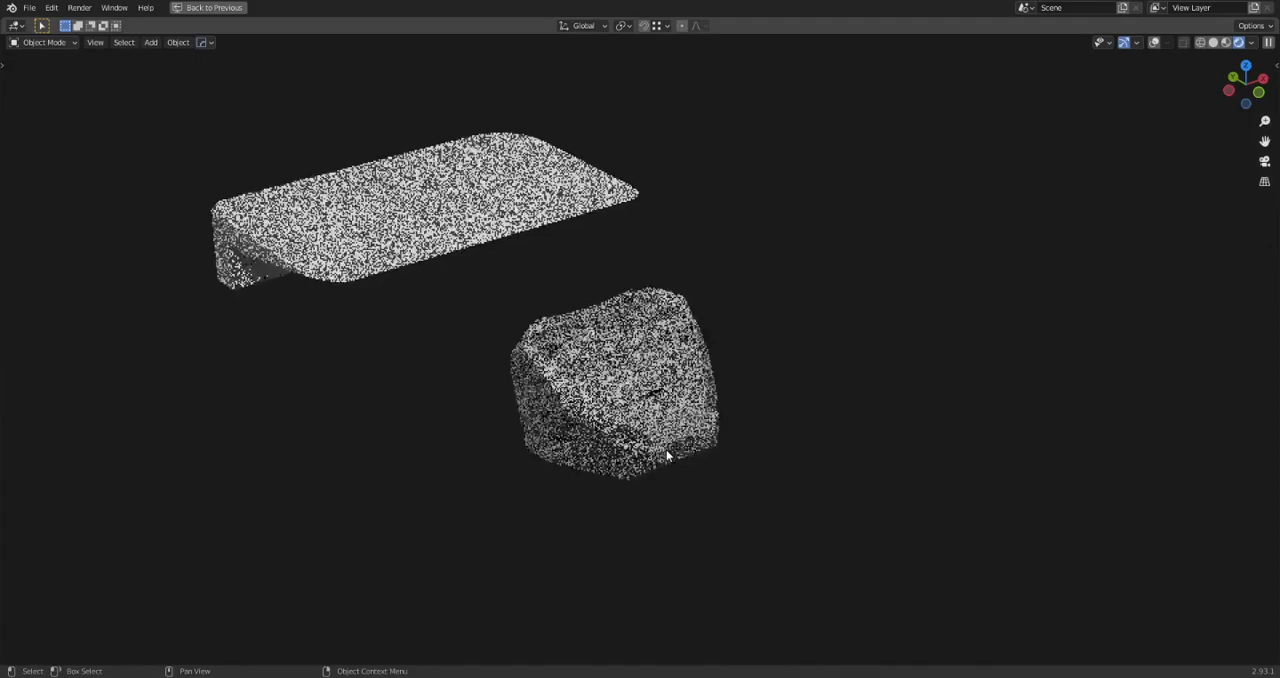 File Edit Render Window Help Back to Previous Scene View Layer
Global Options
Object Mode View Select Add Object
Z
Y X
Select Box Select Pan View Object Context Menu 2.93.1